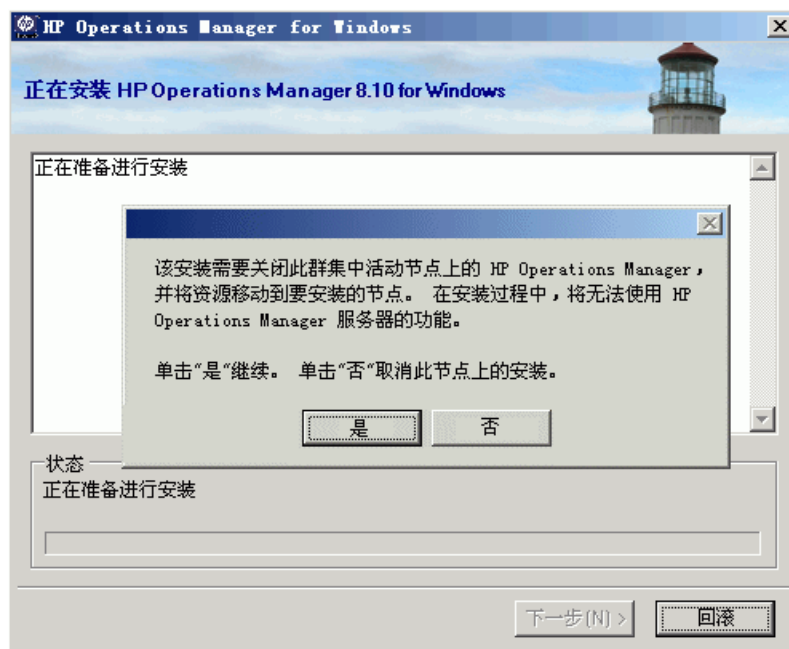 HP Operations Manager for Windows
正在安装 HP Operations Manager 8.10 for Windows
正在准备进行安装
该安装需要关闭此群集中活动节点上的 HP Operations Manager，
并将资源移动到要安装的节点。 在安装过程中，将无法使用 HP
Operations Manager 服务器的功能。
单击“是”继续。 单击“否”取消此节点上的安装。
是
否
状态
正在准备进行安装
下一步(N) >
回滚